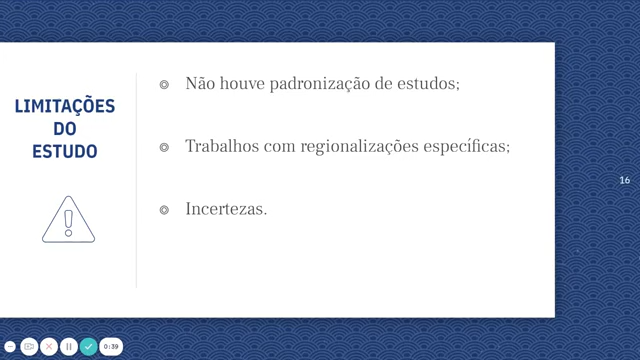 LIMITAÇÕES
DO
ESTUDO
Não houve padronização de estudos;
Trabalhos com regionalizações específicas;
Incertezas.
16
0:39